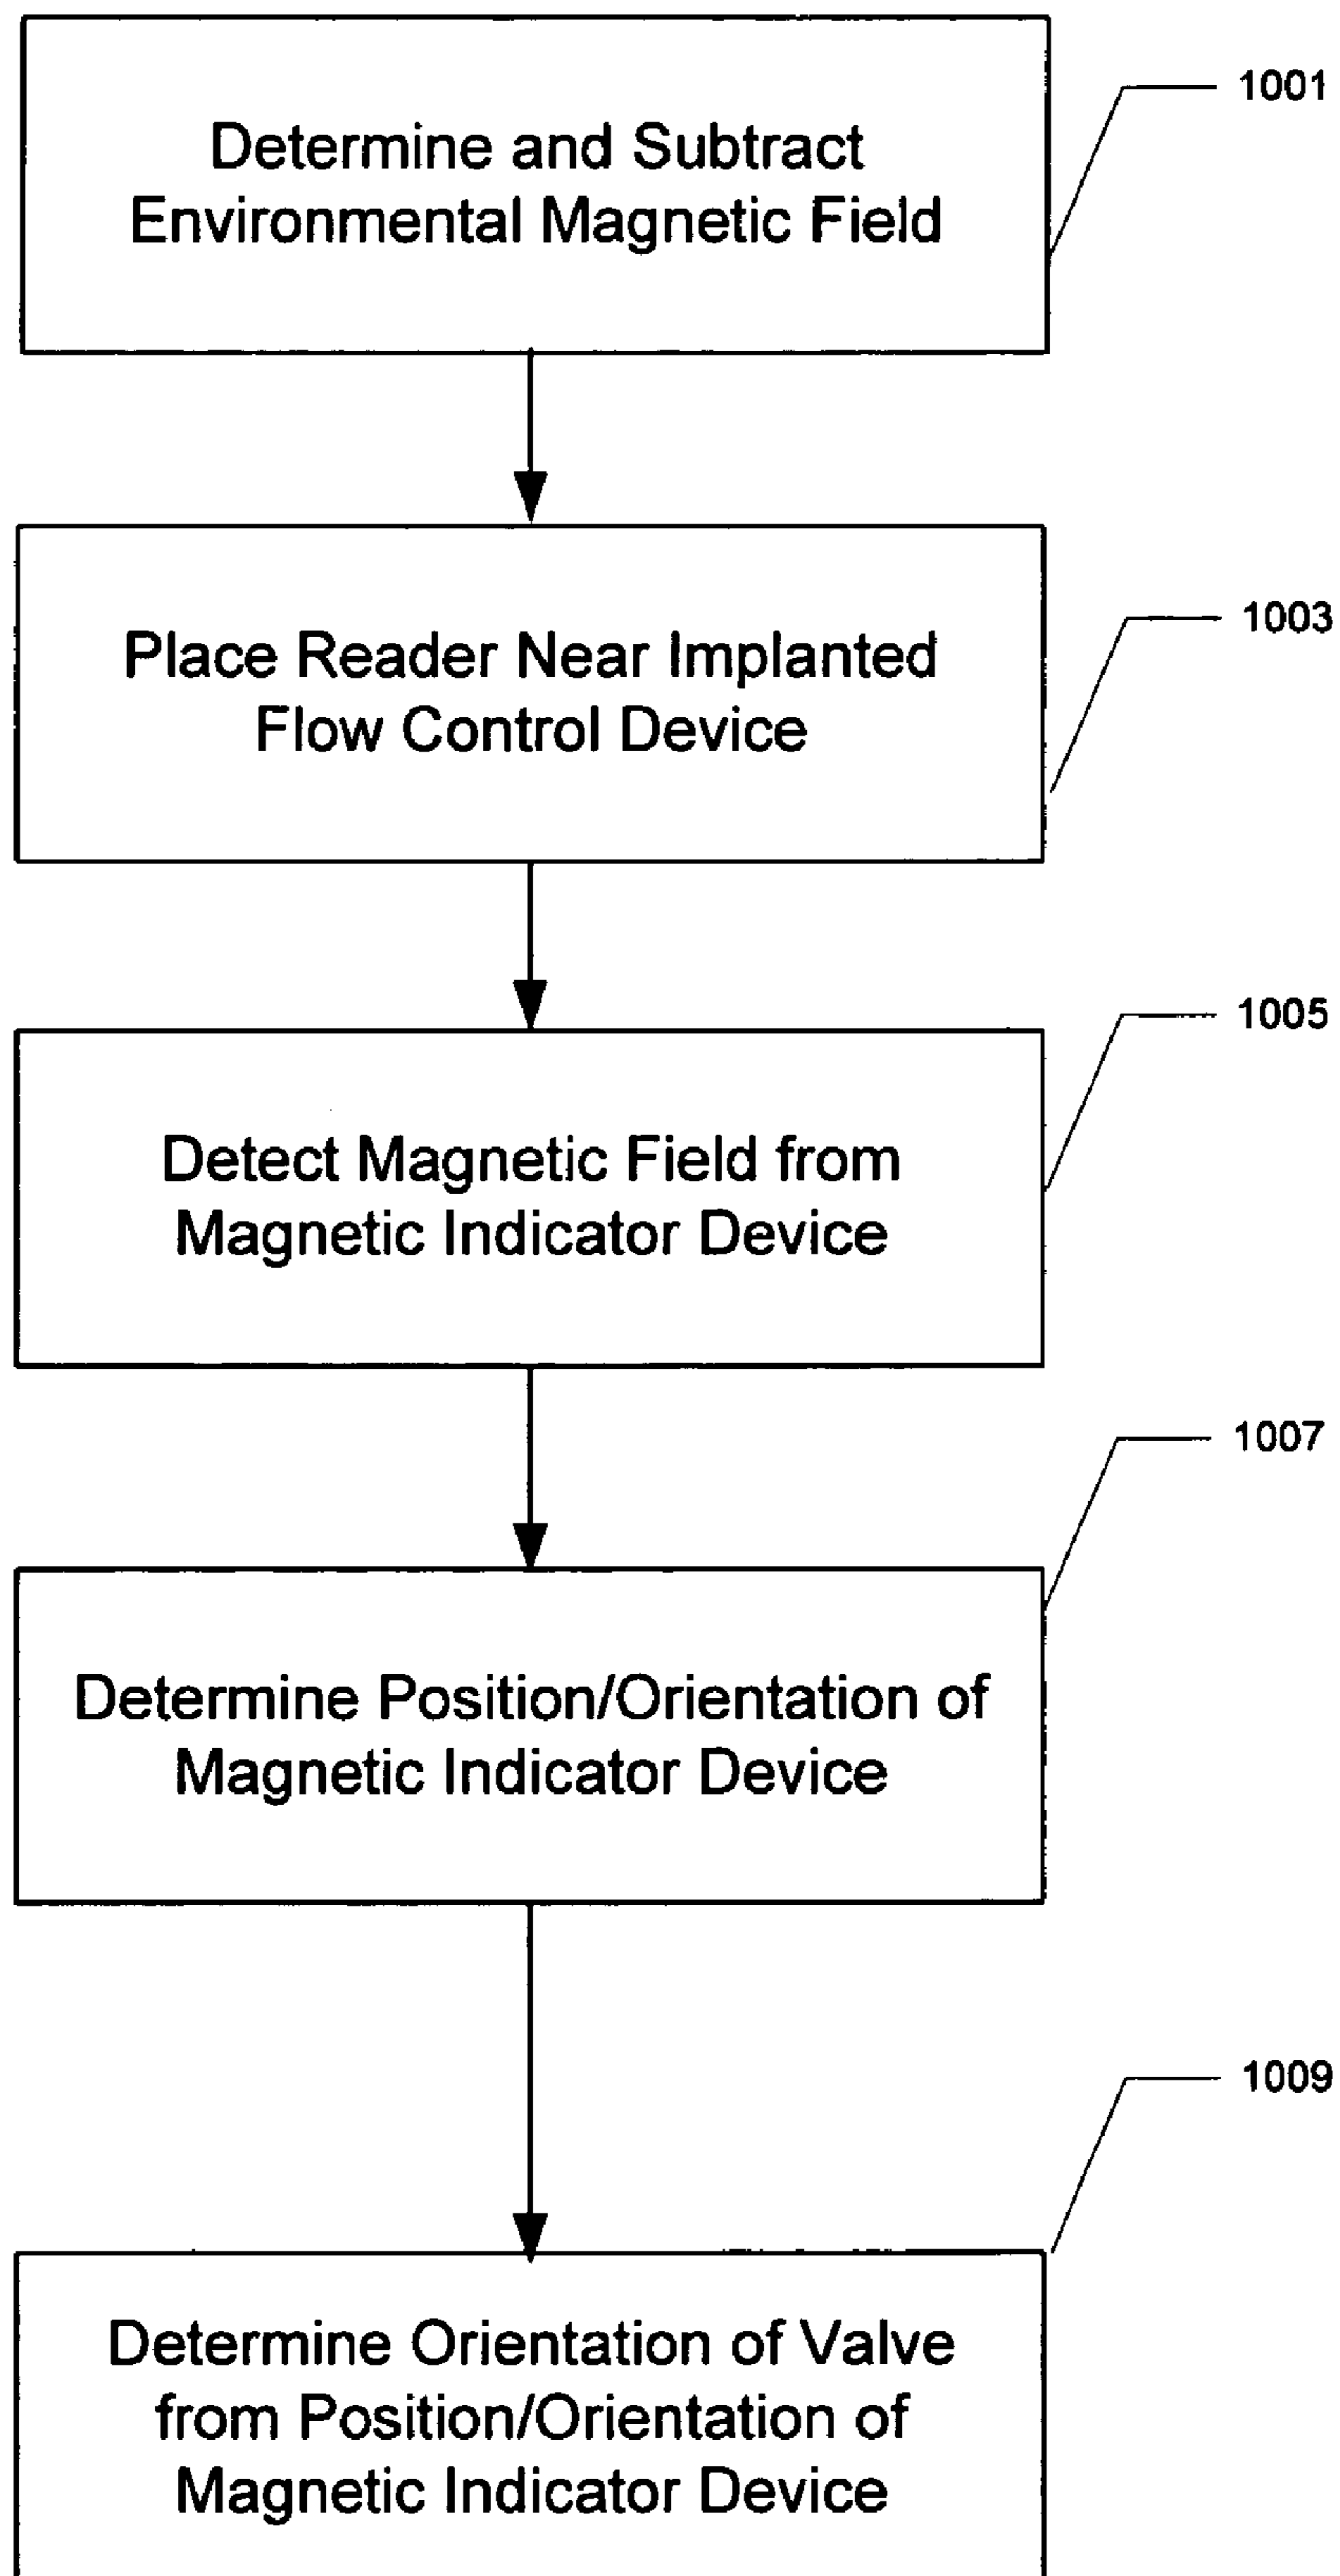 Determine and Subtract
Environmental Magnetic Field
1001
Place Reader Near Implanted
Flow Control Device
1003
Detect Magnetic Field from
Magnetic Indicator Device
1005
Determine Position/Orientation of
Magnetic Indicator Device
1007
Determine Orientation of Valve
from Position/Orientation of
Magnetic Indicator Device
1009